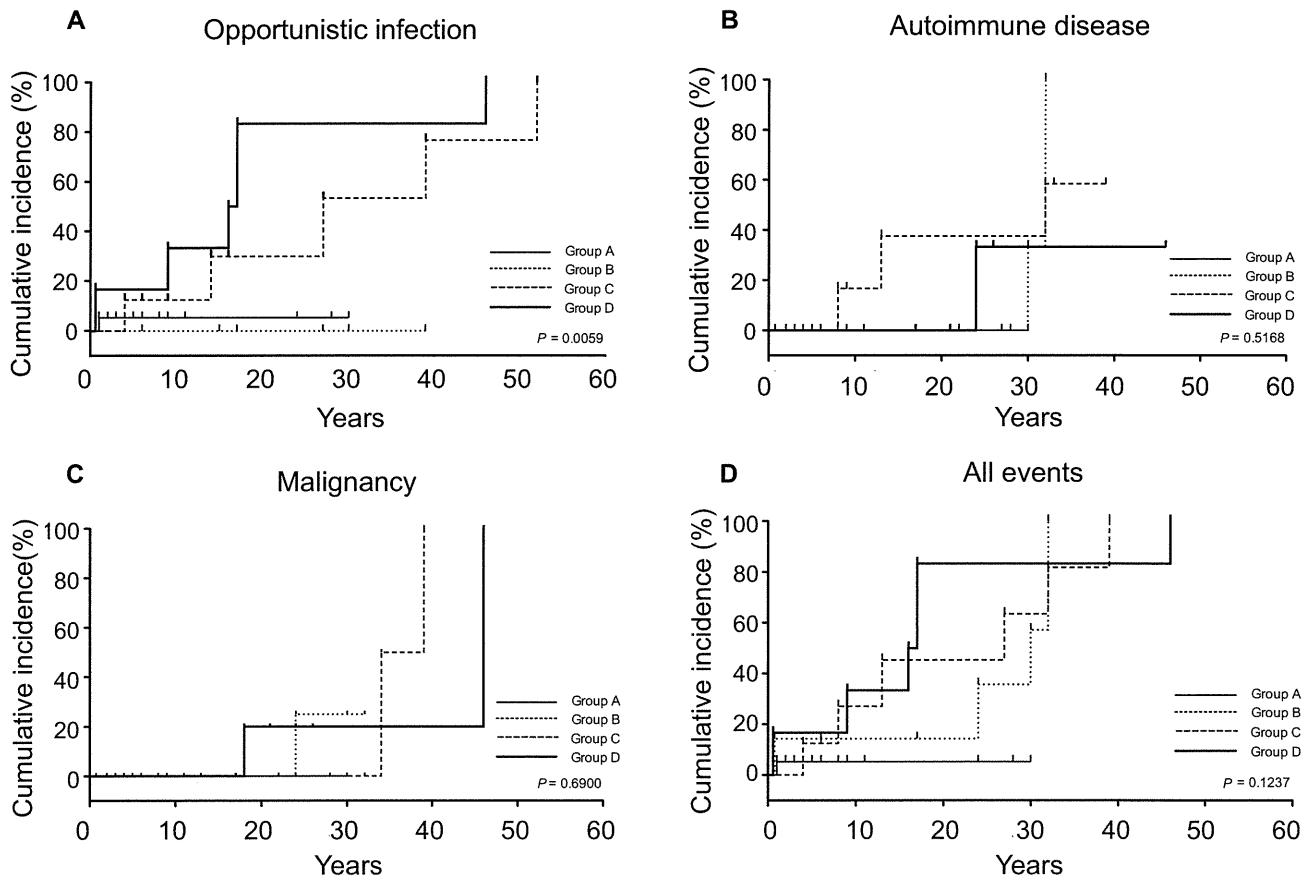 A
Opportunistic infection
Cumulative incidence (%)
100
80
60
40
20
0
0 10 20 30 40 50 60
Years
Group A
Group B
Group C
Group D
P = 0.0059
B
Autoimmune disease
Cumulative incidence (%)
100
80
60
40
20
0
0 10 20 30 40 50 60
Years
Group A
Group B
Group C
Group D
P = 0.5168
C
Malignancy
Cumulative incidence(%)
100
80
60
40
20
0
0 10 20 30 40 50 60
Years
Group A
Group B
Group C
Group D
P = 0.6900
D
All events
Cumulative incidence (%)
100
80
60
40
20
0
0 10 20 30 40 50 60
Years
Group A
Group B
Group C
Group D
P = 0.1237